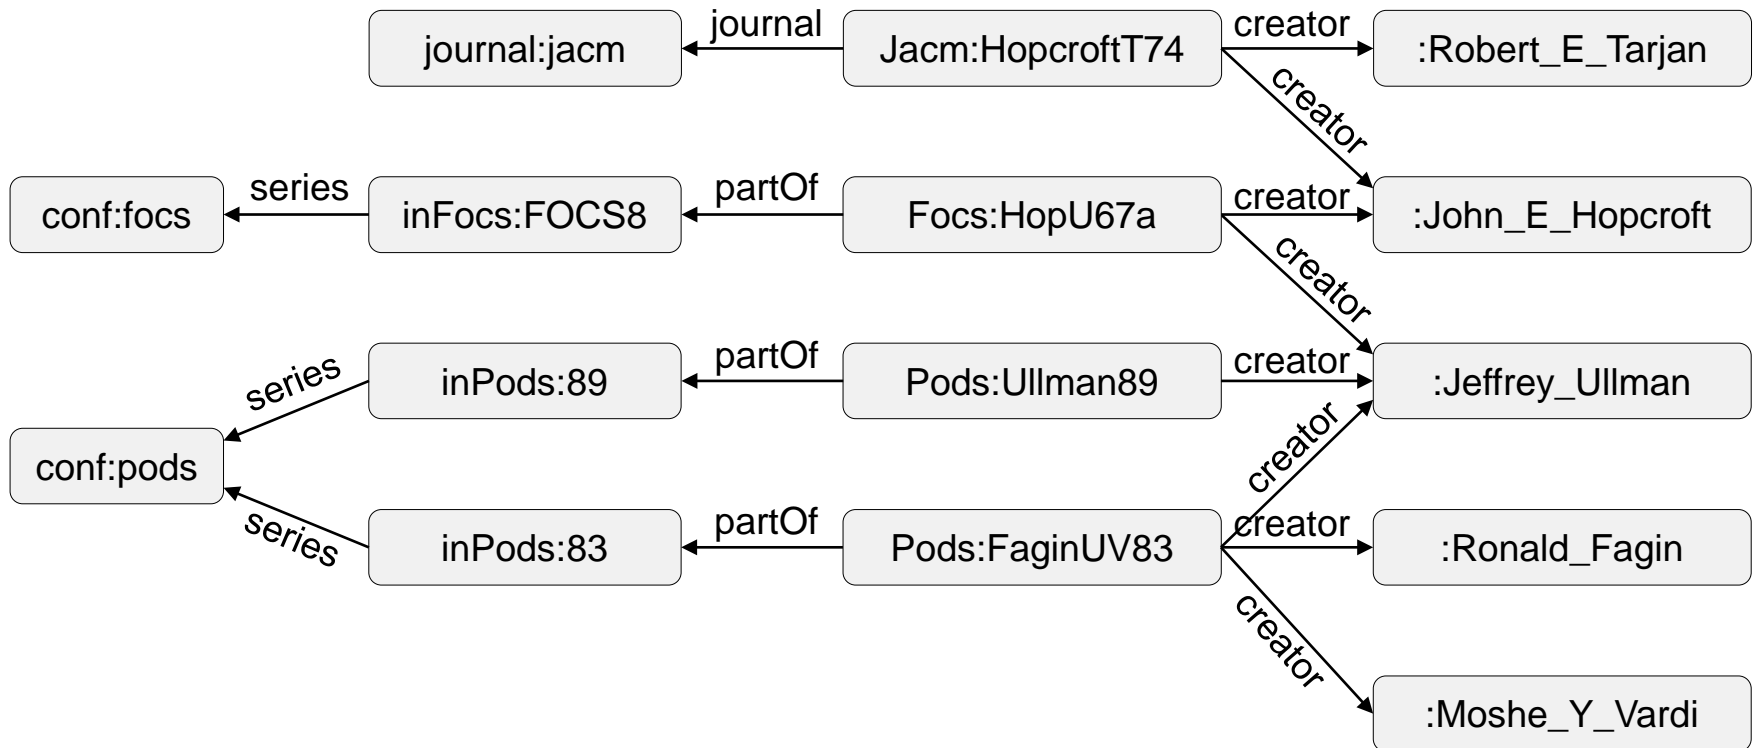 journal:jacm
journal
Jacm:HopcroftT74
creator
:Robert_E_Tarjan
creator
conf:focs
series
inFocs:FOCS8
partOf
Focs:HopU67a
creator
:John_E_Hopcroft
creator
series
inPods:89
partOf
Pods:Ullman89
creator
:Jeffrey_Ullman
conf:pods
creator
series
inPods:83
partOf
Pods:FaginUV83
creator
:Ronald_Fagin
creator
:Moshe_Y_Vardi